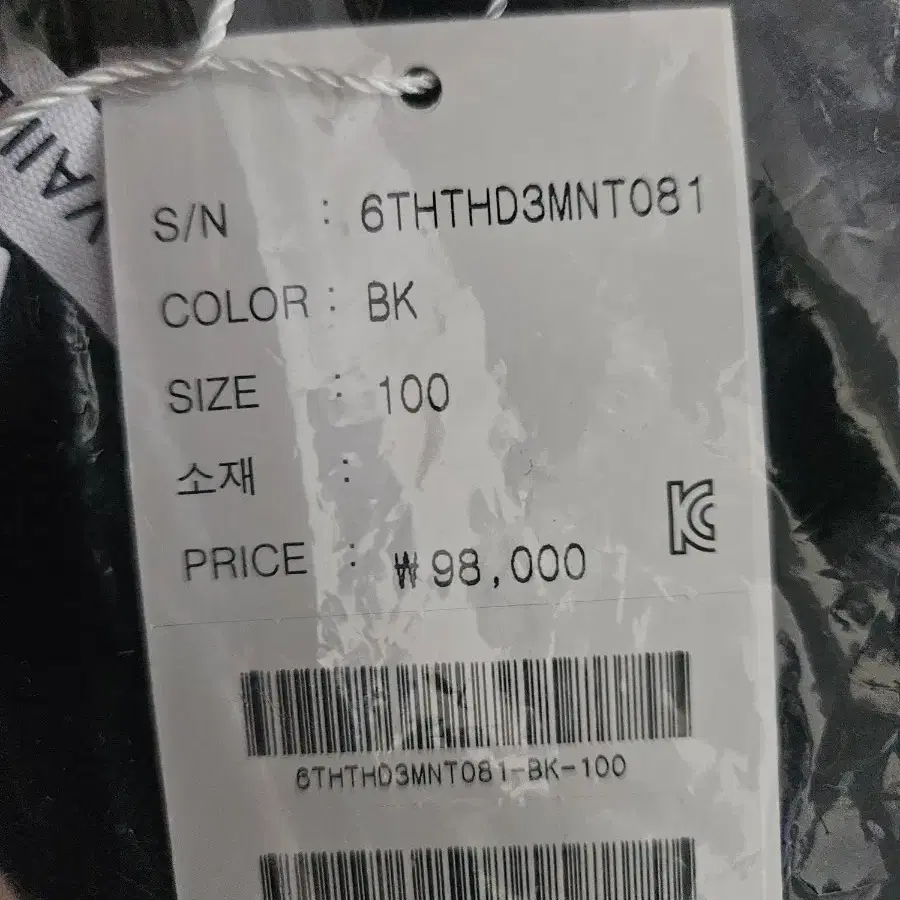 S/N : 6THTHD3MNT081
COLOR : BK
SIZE : 100
소재 :
PRICE : ₩98,000
6THTHD3MNT081-BK-100